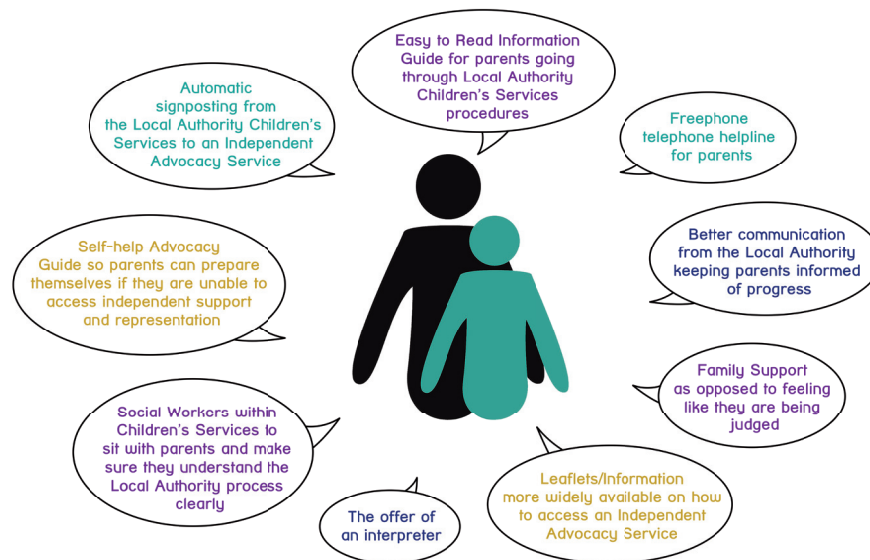 Easy to Read Information
Guide for parents going
through Local Authority
Children's Services
procedures
Automatic
signposting from
the Local Authority Children's
Services to an Independent
Advocacy Service
Freephone
telephone helpline
for parents
Self-help Advocacy
Guide so parents can prepare
themselves if they are unable to
access independent support
and representation
Better communication
from the Local Authority
keeping parents informed
of progress
Family Support
as opposed to feeling
like they are being
judged
Social Workers within
Children's Services to
sit with parents and make
sure they understand the
Local Authority process
clearly
Leaflets/Information
more widely available on how
to access an Independent
Advocacy Service
The offer of
an interpreter